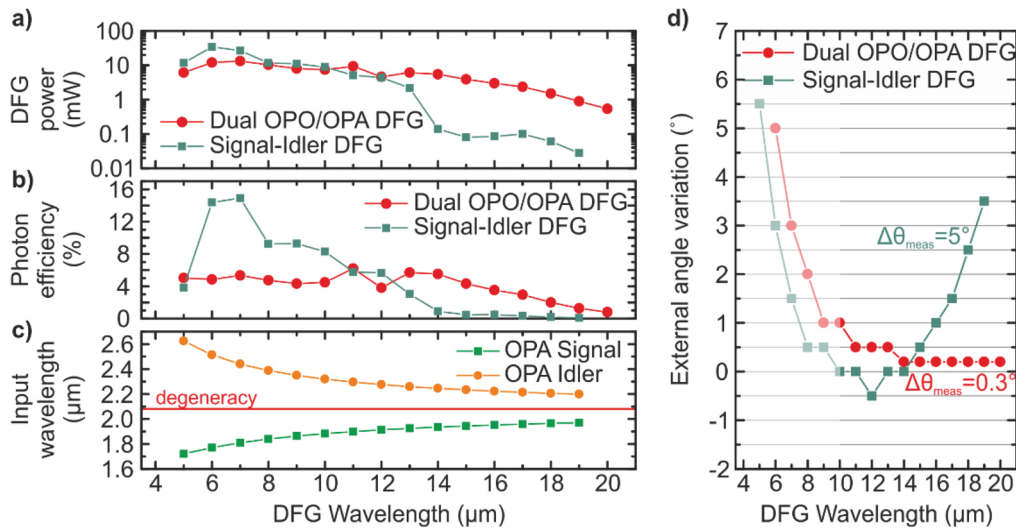 a)
100
10
1
0.1
0.01
DFG
power
(mW)
Dual OPO/OPA DFG
Signal-Idler DFG
b)
16
12
8
4
0
Photon
efficiency
(%)
Dual OPO/OPA DFG
Signal-Idler DFG
c)
2.6
2.4
2.2
2.0
1.8
1.6
Input
wavelength
(µm)
OPA Signal
OPA Idler
degeneracy
4 6 8 10 12 14 16 18 20
DFG Wavelength (µm)
d)
Dual OPO/OPA DFG
Signal-Idler DFG
7
6
5
4
3
2
1
0
-1
-2
External angle variation (°)
Δθmeas=5°
Δθmeas=0.3°
4 6 8 10 12 14 16 18 20
DFG Wavelength (µm)